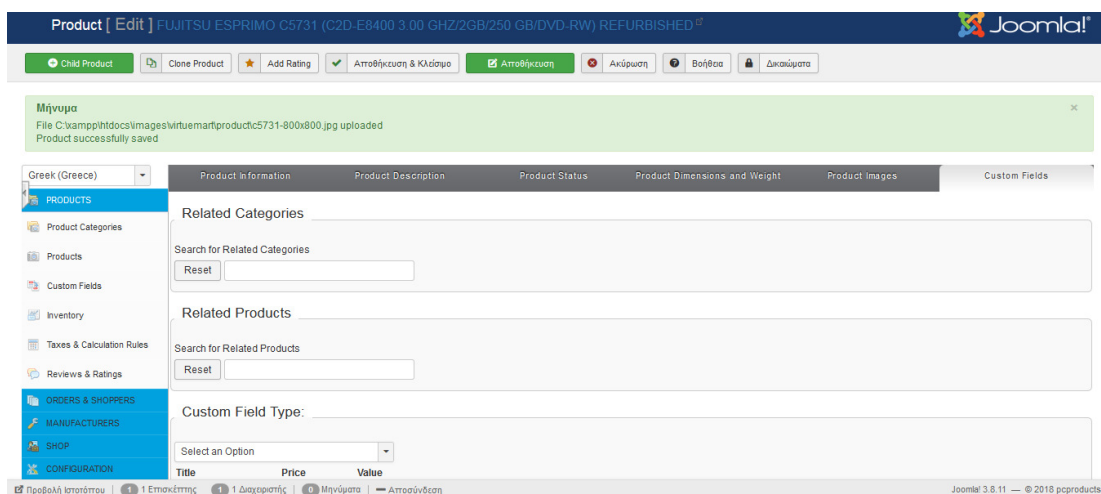 Product [ Edit ] FUJITSU ESPRIMO C5731 (C2D-E8400 3.00 GHZ/2GB/250 GB/DVD-RW) REFURBISHED
Joomla!
Child Product Clone Product Add Rating Αποθήκευση & Κλείσιμο Αποθήκευση Ακύρωση Βοήθεια Δικαιώματα
Μήνυμα
File C:\xampp\htdocs\images\virtuemart\product\c5731-800x800.jpg uploaded
Product successfully saved
Greek (Greece)
Product Information Product Description Product Status Product Dimensions and Weight Product Images Custom Fields
PRODUCTS
Related Categories
Product Categories
Search for Related Categories
Products
Reset
Custom Fields
Related Products
Inventory
Taxes & Calculation Rules
Search for Related Products
Reviews & Ratings
Reset
ORDERS & SHOPPERS
Custom Field Type:
MANUFACTURERS
SHOP
Select an Option
CONFIGURATION
Title Price Value
Προβολή Ιστοτόπου 1 1 Επισκέπτης 1 1 Διαχειριστής 0 Μηνύματα Αποσύνδεση
Joomla! 3.8.11 — © 2018 pcproducts